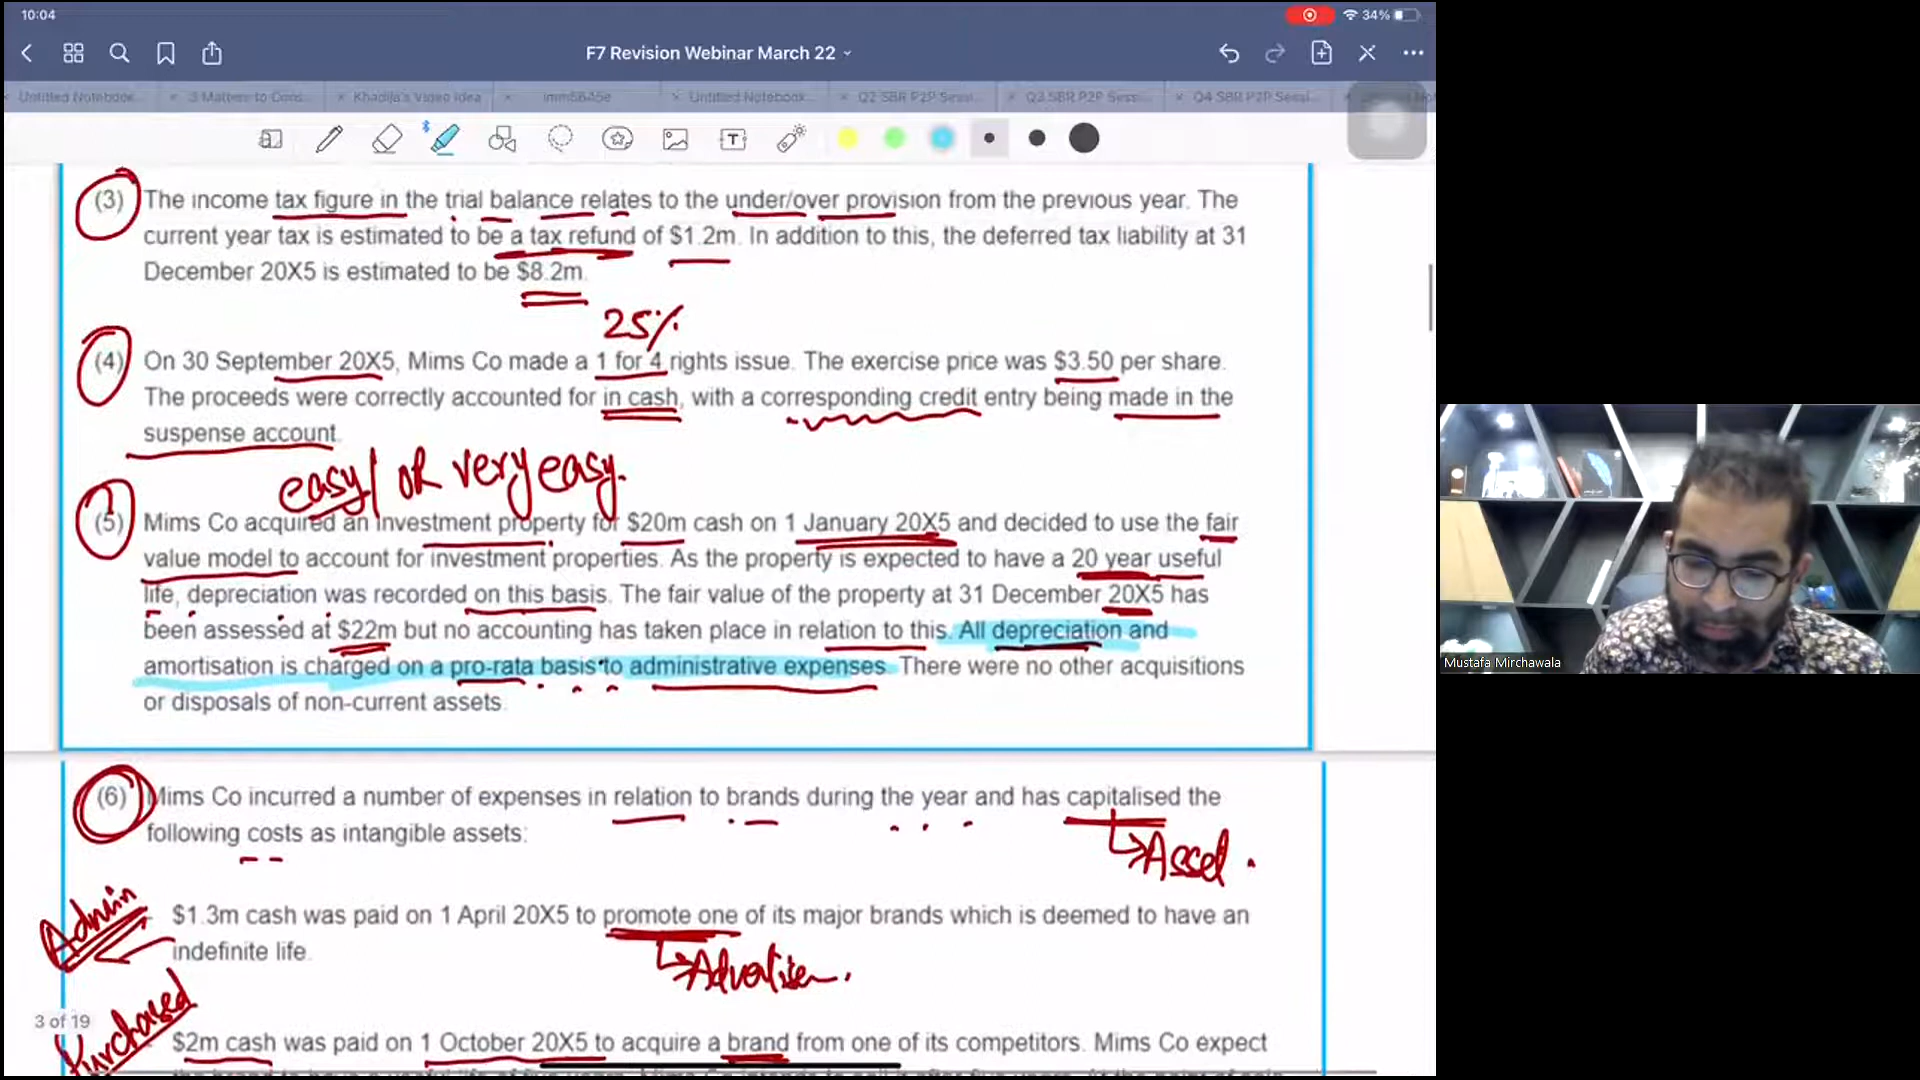 10:04
34%
F7 Revision Webinar March 22
Untitled Notebook...
3 Matters to Cons...
Khadija's Video Idea
Untitled Notebook...
Q2 SBR P2P Sessi...
Q3 SBR P2P Sess...
Q4 SBR P2P Sessi...
(3) The income tax figure in the trial balance relates to the under/over provision from the previous year. The
current year tax is estimated to be a tax refund of $1.2m. In addition to this, the deferred tax liability at 31
December 20X5 is estimated to be $8.2m.
25%
(4) On 30 September 20X5, Mims Co made a 1 for 4 rights issue. The exercise price was $3.50 per share.
The proceeds were correctly accounted for in cash, with a corresponding credit entry being made in the
suspense account.
easy/ or very easy.
(5) Mims Co acquired an investment property for $20m cash on 1 January 20X5 and decided to use the fair
value model to account for investment properties. As the property is expected to have a 20 year useful
life, depreciation was recorded on this basis. The fair value of the property at 31 December 20X5 has
been assessed at $22m but no accounting has taken place in relation to this. All depreciation and
amortisation is charged on a pro-rata basis to administrative expenses. There were no other acquisitions
or disposals of non-current assets.
(6) Mims Co incurred a number of expenses in relation to brands during the year and has capitalised the
following costs as intangible assets:
Asset.
Admin
$1.3m cash was paid on 1 April 20X5 to promote one of its major brands which is deemed to have an
indefinite life.
3 of 19
Purchased
$2m cash was paid on 1 October 20X5 to acquire a brand from one of its competitors. Mims Co expect
Mustafa Mirchawala